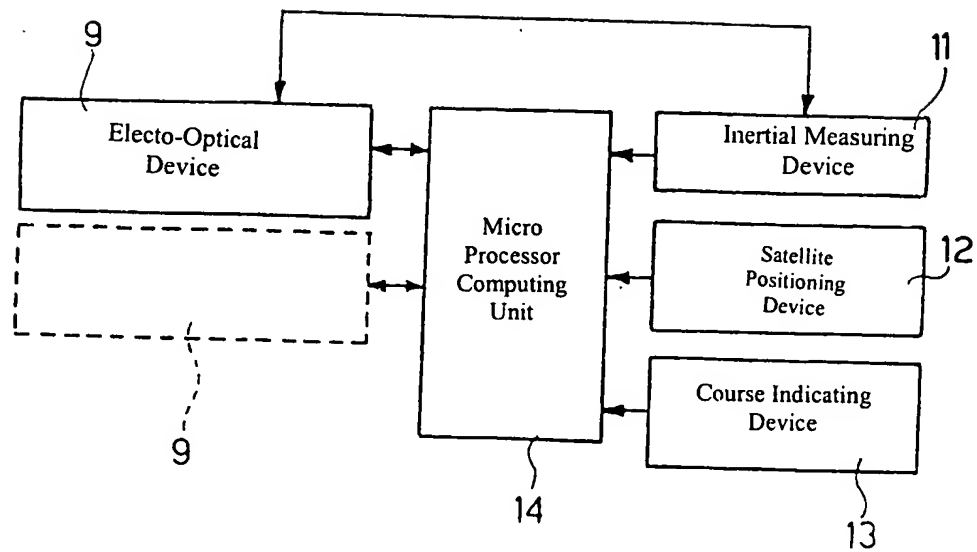 9
11
Electo-Optical
Device
Inertial Measuring
Device
Micro
Processor
Computing
Unit
Satellite
Positioning
Device
12
Course Indicating
Device
9
14
13